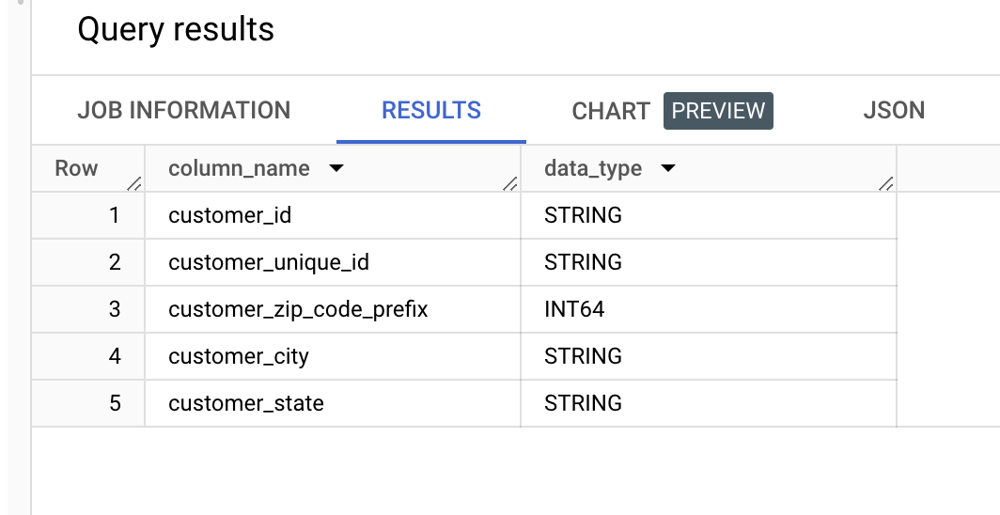 Query results
JOB INFORMATION RESULTS CHART PREVIEW JSON
Row column_name data_type
1 customer_id STRING
2 customer_unique_id STRING
3 customer_zip_code_prefix INT64
4 customer_city STRING
5 customer_state STRING